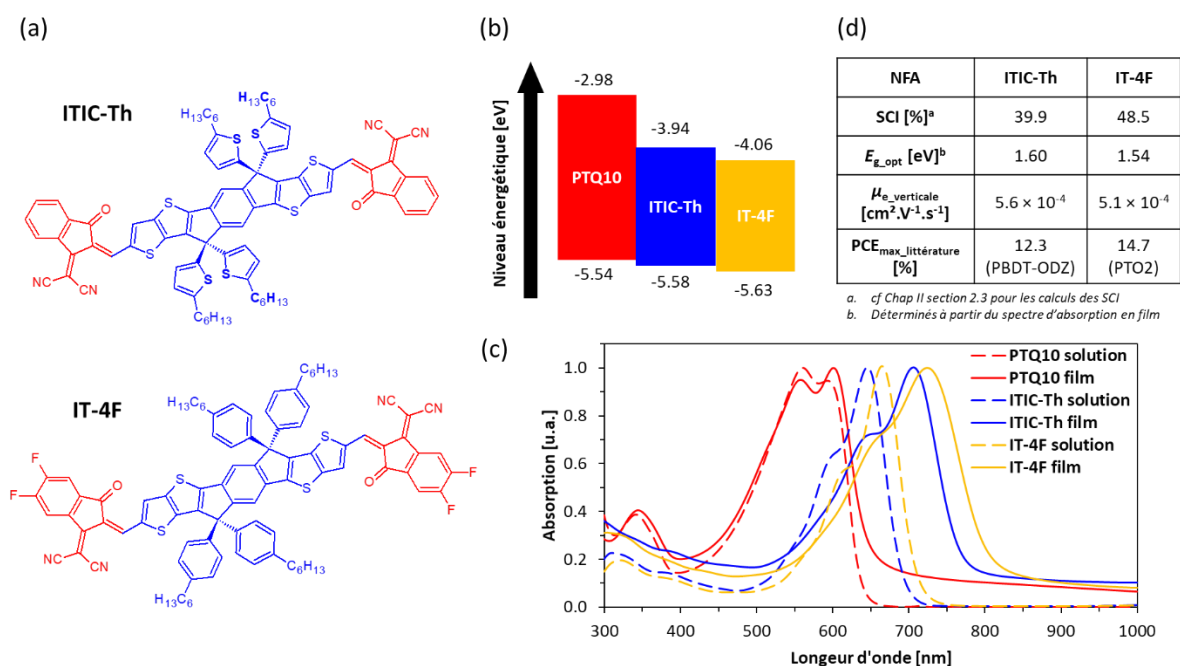 (a)
ITIC-Th
H13C6
H13C6
NC
CN
S
S
S
S
O
O
S
S
S
S
NC
CN
C6H13
C6H13
IT-4F
C6H13
H13C6
NC
CN
S
S
F
F
O
O
F
F
S
S
NC
CN
C6H13
H13C6
(b)
Niveau énergétique [eV]
-2.98
-3.94
-4.06
PTQ10
ITIC-Th
IT-4F
-5.54
-5.58
-5.63
(d)
NFA ITIC-Th IT-4F
SCI [%]a 39.9 48.5
Eg_opt [eV]b 1.60 1.54
μe_verticale
[cm2.V-1.s-1] 5.6 × 10-4 5.1 × 10-4
PCEmax_littérature
[%] 12.3 14.7
(PBDT-ODZ) (PTO2)
a. cf Chap II section 2.3 pour les calculs des SCI
b. Déterminés à partir du spectre d'absorption en film
(c)
PTQ10 solution
PTQ10 film
ITIC-Th solution
ITIC-Th film
IT-4F solution
IT-4F film
Absorption [u.a.]
1.0
0.8
0.6
0.4
0.2
0.0
300 400 500 600 700 800 900 1000
Longeur d'onde [nm]